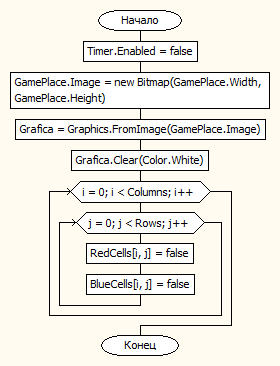 Начало
Timer.Enabled = false
GamePlace.Image = new Bitmap(GamePlace.Width,
GamePlace.Height)
Grafica = Graphics.FromImage(GamePlace.Image)
Grafica.Clear(Color.White)
i = 0; i < Columns; i++
j = 0; j < Rows; j++
RedCells[i, j] = false
BlueCells[i, j] = false
Конец